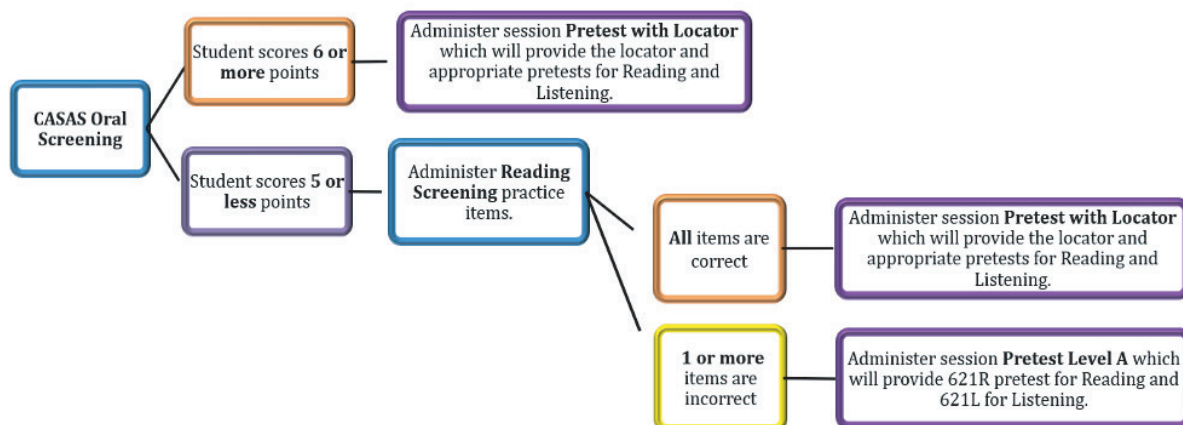 CASAS Oral
Screening
Student scores 6 or
more points
Administer session Pretest with Locator
which will provide the locator and
appropriate pretests for Reading and
Listening.
Student scores 5 or
less points
Administer Reading
Screening practice
items.
All items are
correct
Administer session Pretest with Locator
which will provide the locator and
appropriate pretests for Reading and
Listening.
1 or more
items are
incorrect
Administer session Pretest Level A which
will provide 621R pretest for Reading and
621L for Listening.